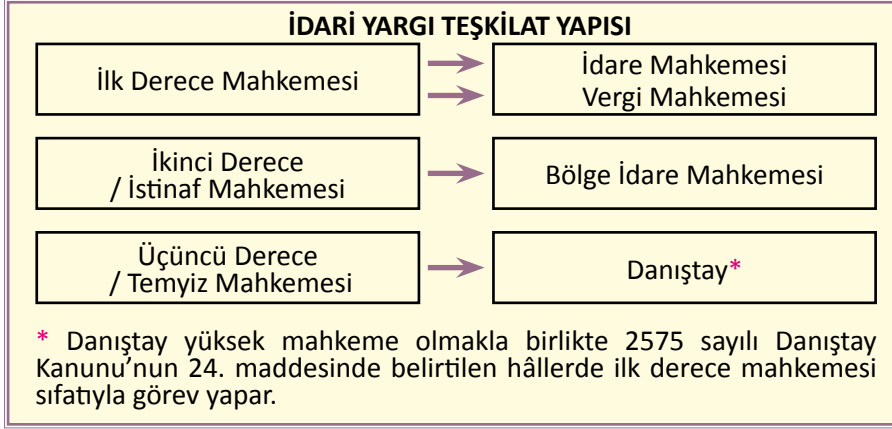 İDARİ YARGI TEŞKİLAT YAPISI
İlk Derece Mahkemesi
İdare Mahkemesi
Vergi Mahkemesi
İkinci Derece
/ İstinaf Mahkemesi
Bölge İdare Mahkemesi
Üçüncü Derece
/ Temyiz Mahkemesi
Danıştay*
* Danıştay yüksek mahkeme olmakla birlikte 2575 sayılı Danıştay
Kanunu’nun 24. maddesinde belirtilen hâllerde ilk derece mahkemesi
sıfatıyla görev yapar.